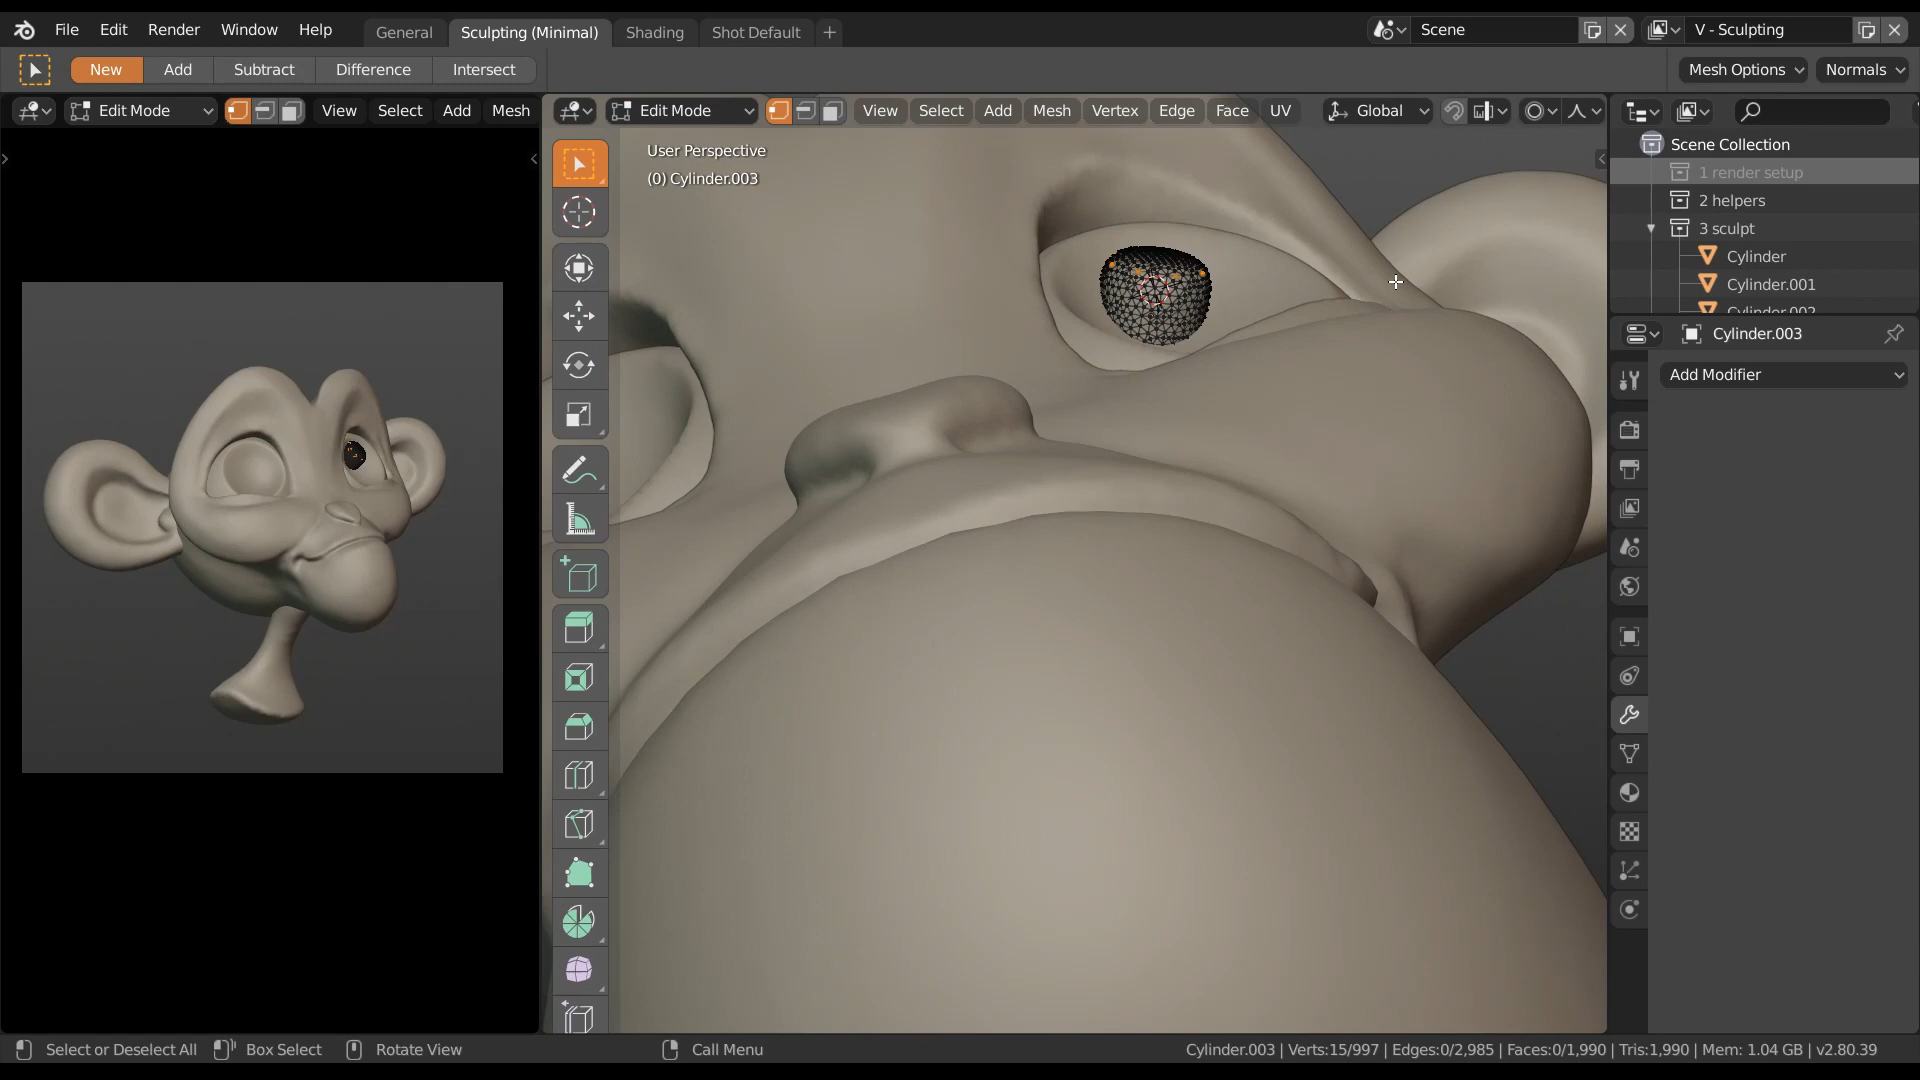 File Edit Render Window Help General Sculpting (Minimal) Shading Shot Default + Scene V - Sculpting
New Add Subtract Difference Intersect Mesh Options Normals
Edit Mode View Select Add Mesh Edit Mode View Select Add Mesh Vertex Edge Face UV Global
User Perspective
(0) Cylinder.003
Scene Collection
1 render setup
2 helpers
3 sculpt
Cylinder
Cylinder.001
Cylinder.002
Cylinder.003
Add Modifier
Select or Deselect All Box Select Rotate View Call Menu Cylinder.003 | Verts:15/997 | Edges:0/2,985 | Faces:0/1,990 | Tris:1,990 | Mem: 1.04 GB | v2.80.39